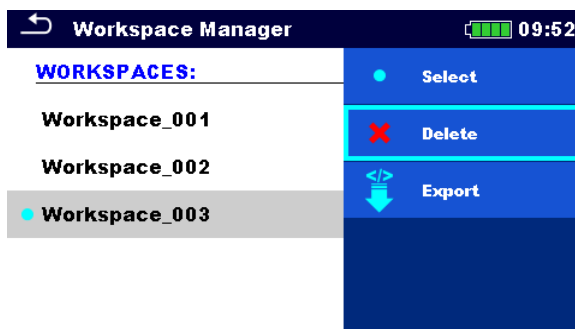 Workspace Manager
09:52
WORKSPACES:
Workspace_001
Workspace_002
Workspace_003
Select
Delete
</>
Export